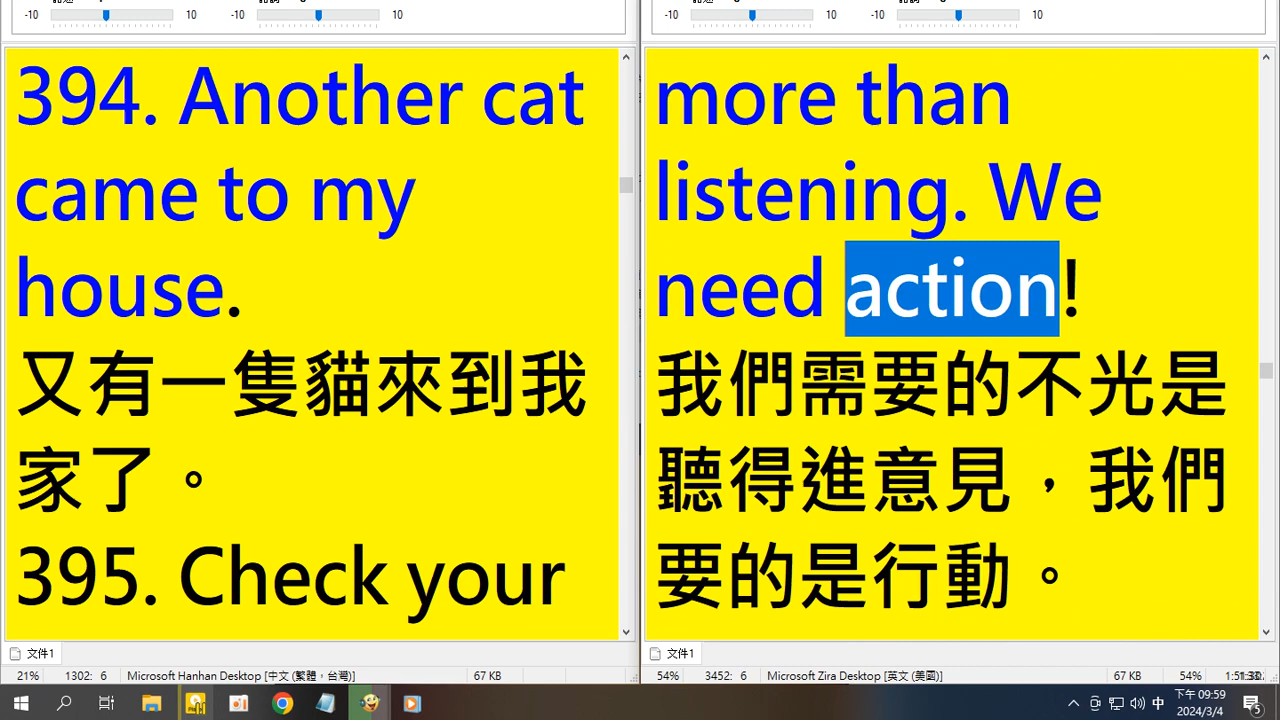 -10 10 -10 10
394. Another cat
came to my
house.
又有一隻貓來到我
家了。
395. Check your
文件1
21% 1302: 6 Microsoft Hanhan Desktop [中文 (繁體，台灣)] 67 KB
-10 10 -10 10
more than
listening. We
need action!
我們需要的不光是
聽得進意見，我們
要的是行動。
文件1
54% 3452: 6 Microsoft Zira Desktop [英文 (美國)] 67 KB 54%
中
下午 09:59
2024/3/4
5